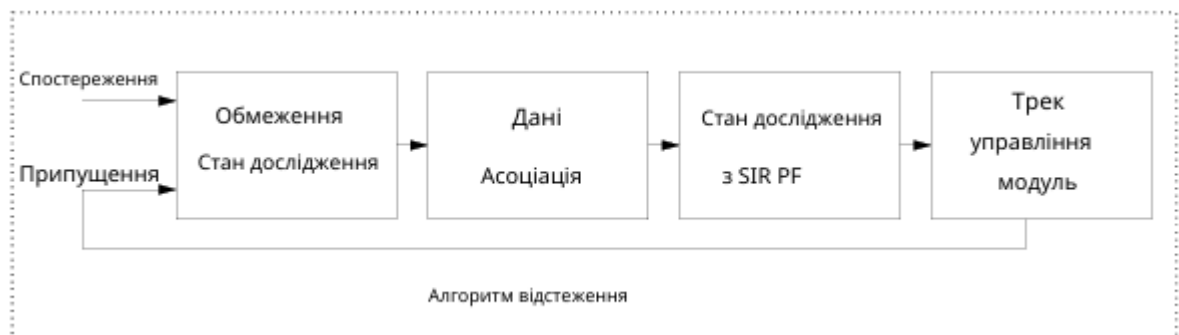 Спостереження
Припущення
Обмеження
Стан дослідження
Дані
Асоціація
Стан дослідження
з SIR PF
Трек
управління
модуль
Алгоритм відстеження